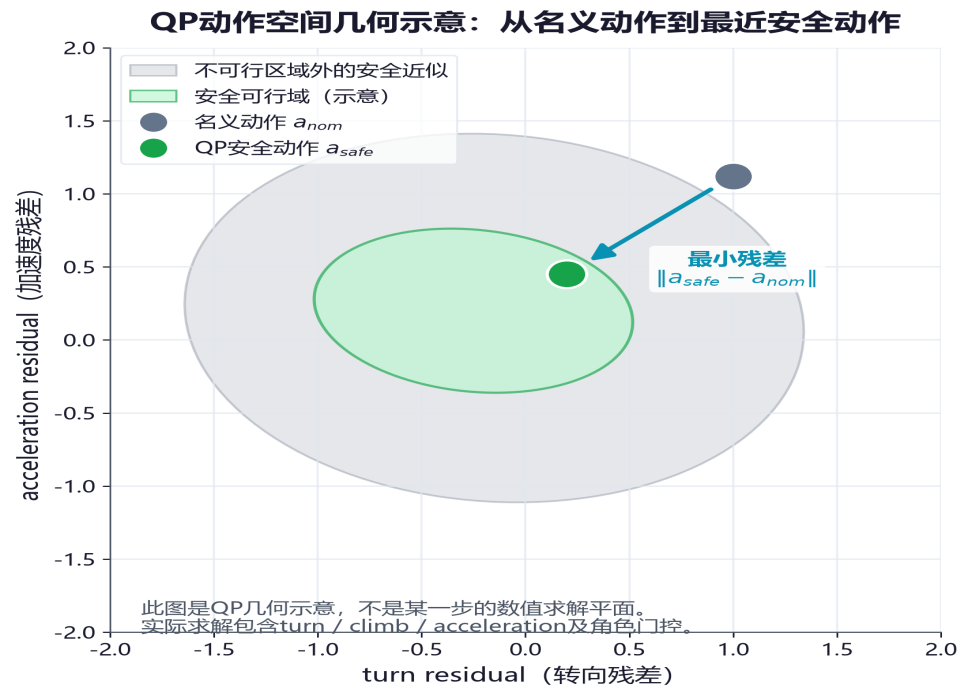 QP动作空间几何示意：从名义动作到最近安全动作
不可行区域外的安全近似
安全可行域（示意）
名义动作 a_nom
QP安全动作 a_safe
最小残差
‖a_safe − a_nom‖
此图是QP几何示意，不是某一步的数值求解平面。
实际求解包含turn / climb / acceleration及角色门控。
2.0
1.5
1.0
0.5
0.0
-0.5
-1.0
-1.5
-2.0
acceleration residual（加速度残差）
-2.0 -1.5 -1.0 -0.5 0.0 0.5 1.0 1.5 2.0
turn residual（转向残差）